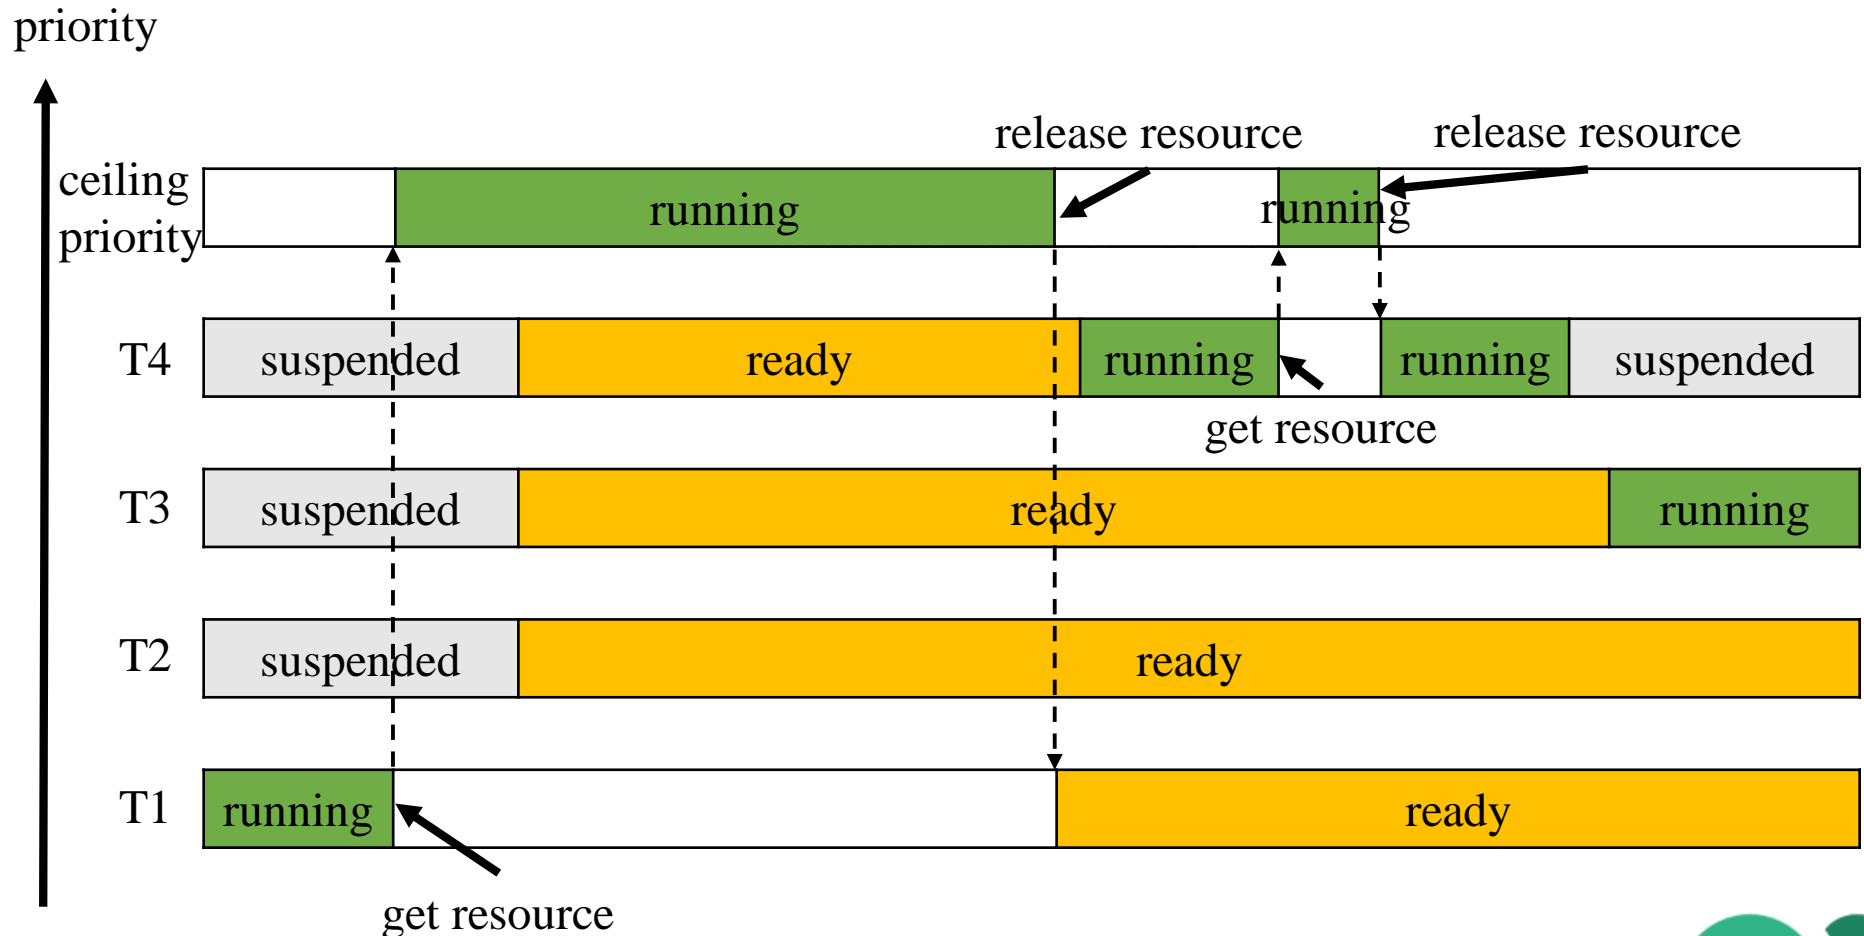 priority
release resource
release resource
ceiling
priority
running
running
T4
suspended
ready
running
running
suspended
get resource
T3
suspended
ready
running
T2
suspended
ready
T1
running
ready
get resource